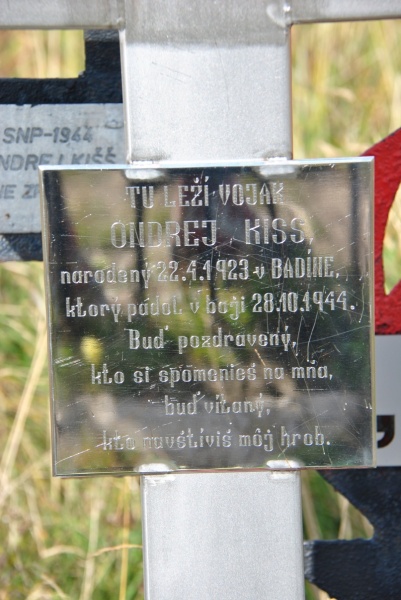 SNP-1944
NDREJ KIŠŠ
TU LEŽÍ VOJAK
ONDREJ KISS,
narodený 22.4.1923 v BADÍNE,
ktorý padol v boji 28.10.1944.
Buď pozdravený,
kto si spomenieš na mňa,
buď vítaný,
kto navštíviš môj hrob.